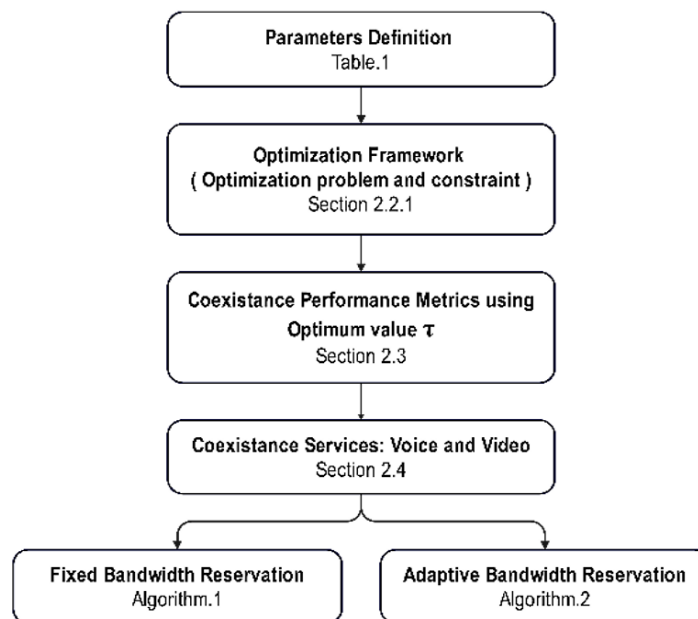 Parameters Definition
Table.1
Optimization Framework
( Optimization problem and constraint )
Section 2.2.1
Coexistance Performance Metrics using
Optimum value τ
Section 2.3
Coexistance Services: Voice and Video
Section 2.4
Fixed Bandwidth Reservation
Algorithm.1
Adaptive Bandwidth Reservation
Algorithm.2